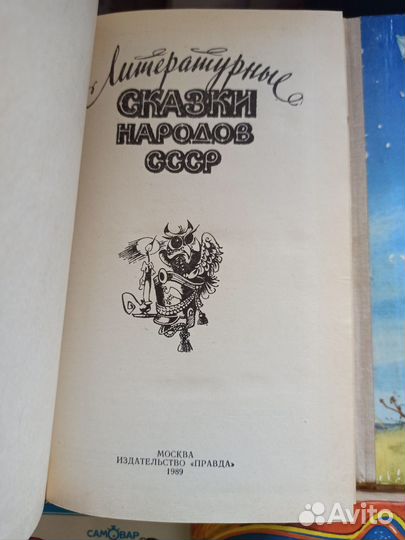 Литературные
СКАЗКИ
НАРОДОВ
СССР
МОСКВА
ИЗДАТЕЛЬСТВО «ПРАВДА»
1989
САМОВАР
Avito